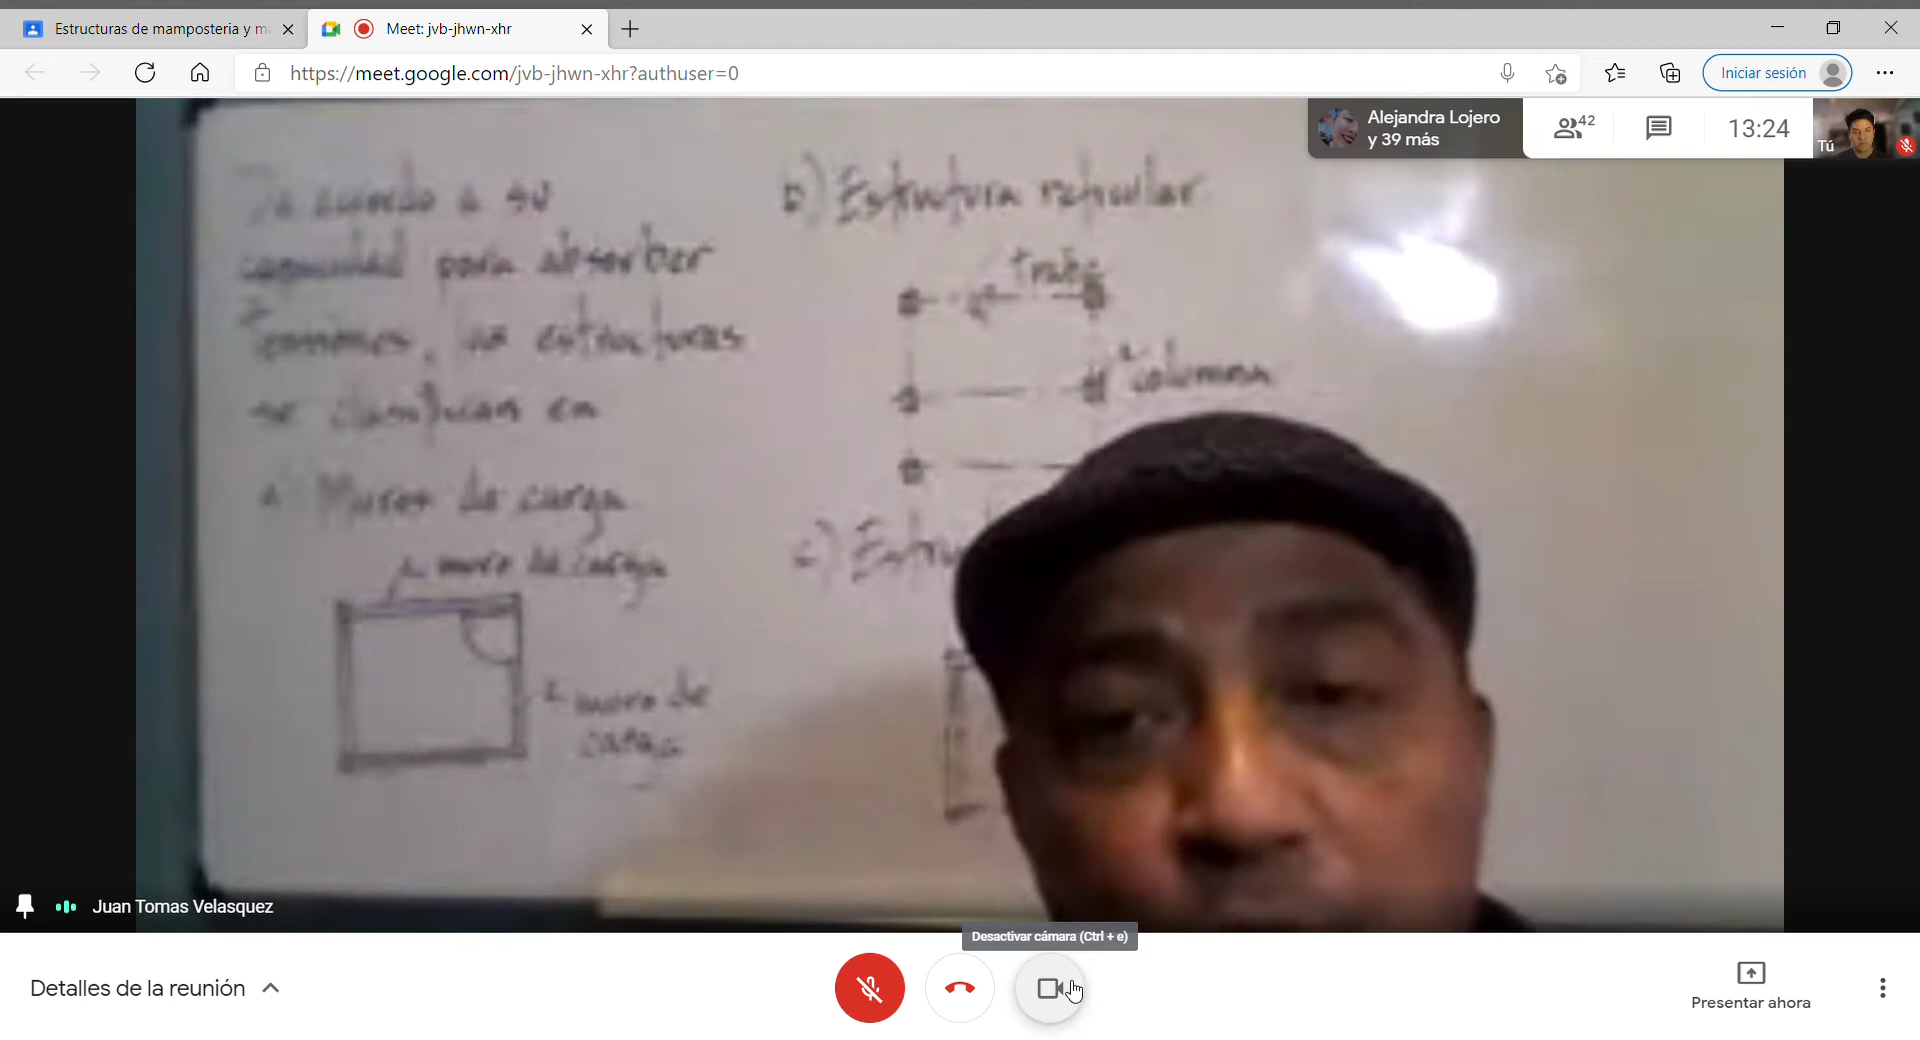 Estructuras de mamposteria y m
Meet: jvb-jhwn-xhr
https://meet.google.com/jvb-jhwn-xhr?authuser=0
Iniciar sesión
Alejandra Lojero
y 39 más
42
13:24
Tú
De acuerdo a su
capacidad para absorber
Tensiones, las estructuras
se clasifican en
a) Muros de carga
muro de carga
muro de
carga
b) Estructura reticular
trabe
columna
c)
Juan Tomas Velasquez
Desactivar cámara (Ctrl + e)
Detalles de la reunión
Presentar ahora